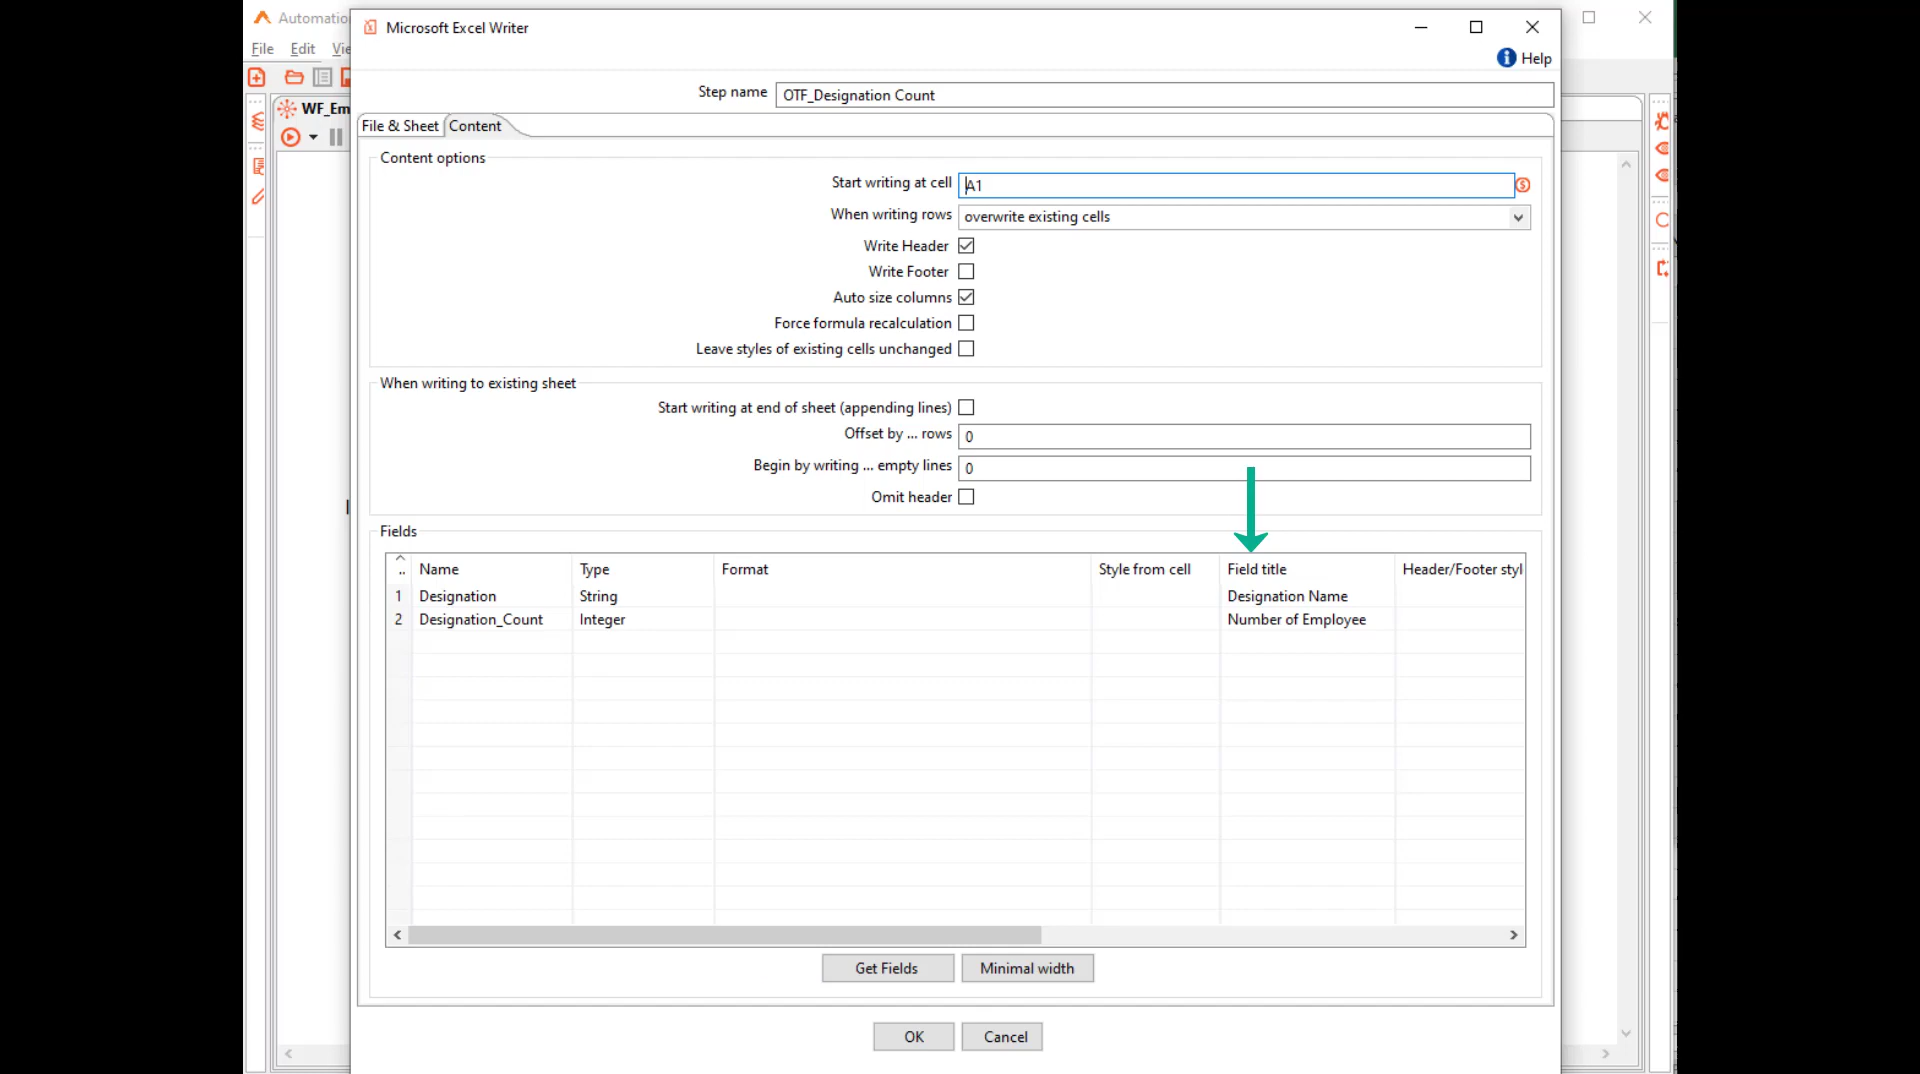 Automatio
Microsoft Excel Writer
File Edit Vie
Help
Step name OTF_Designation Count
WF_Em
File & Sheet Content
Content options
Start writing at cell A1
When writing rows overwrite existing cells
Write Header
Write Footer
Auto size columns
Force formula recalculation
Leave styles of existing cells unchanged
When writing to existing sheet
Start writing at end of sheet (appending lines)
Offset by ... rows 0
Begin by writing ... empty lines 0
Omit header
Fields
.. Name Type Format Style from cell Field title Header/Footer styl
1 Designation String Designation Name
2 Designation_Count Integer Number of Employee
Get Fields Minimal width
OK Cancel